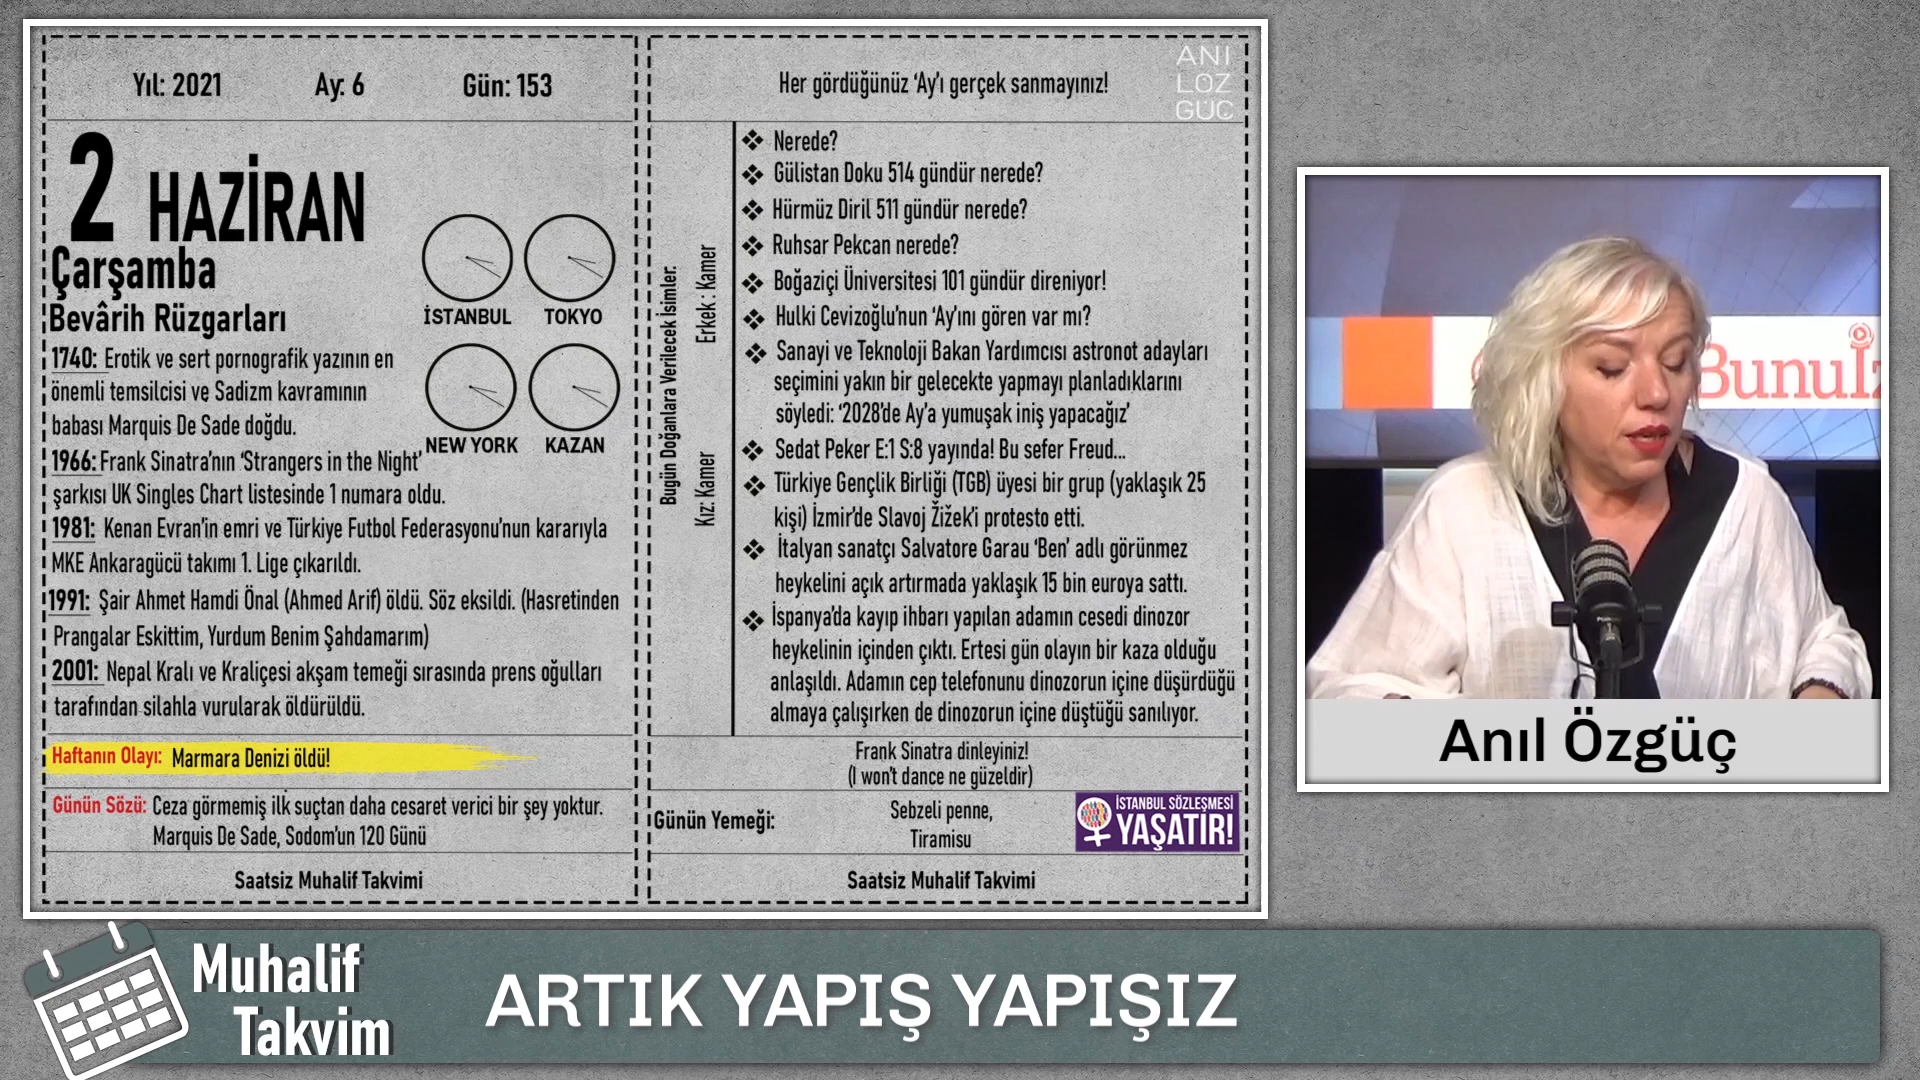 Yıl: 2021 Ay: 6 Gün: 153
2 HAZİRAN
Çarşamba
Bevârih Rüzgarları
İSTANBUL TOKYO
NEW YORK KAZAN
1740: Erotik ve sert pornografik yazının en
önemli temsilcisi ve Sadizm kavramının
babası Marquis De Sade doğdu.
1966: Frank Sinatra’nın ‘Strangers in the Night’
şarkısı UK Singles Chart listesinde 1 numara oldu.
1981: Kenan Evran’in emri ve Türkiye Futbol Federasyonu’nun kararıyla
MKE Ankaragücü takımı 1. Lige çıkarıldı.
1991: Şair Ahmet Hamdi Önal (Ahmed Arif) öldü. Söz eksildi. (Hasretinden
Prangalar Eskittim, Yurdum Benim Şahdamarım)
2001: Nepal Kralı ve Kraliçesi akşam temeği sırasında prens oğulları
tarafından silahla vurularak öldürüldü.
Haftanın Olayı: Marmara Denizi öldü!
Günün Sözü: Ceza görmemiş ilk suçtan daha cesaret verici bir şey yoktur.
Marquis De Sade, Sodom’un 120 Günü
Saatsiz Muhalif Takvimi
Her gördüğünüz ‘Ay’ı gerçek sanmayınız!
ANI
LÖZ
GÜÇ
Bugün Doğanlara Verilecek İsimler:
Kız: Kamer Erkek : Kamer
❖ Nerede?
❖ Gülistan Doku 514 gündür nerede?
❖ Hürmüz Diril 511 gündür nerede?
❖ Ruhsar Pekcan nerede?
❖ Boğaziçi Üniversitesi 101 gündür direniyor!
❖ Hulki Cevizoğlu’nun ‘Ay’ını gören var mı?
❖ Sanayi ve Teknoloji Bakan Yardımcısı astronot adayları
seçimini yakın bir gelecekte yapmayı planladıklarını
söyledi: ‘2028’de Ay’a yumuşak iniş yapacağız’
❖ Sedat Peker E:1 S:8 yayında! Bu sefer Freud...
❖ Türkiye Gençlik Birliği (TGB) üyesi bir grup (yaklaşık 25
kişi) İzmir’de Slavoj Žižek’i protesto etti.
❖ İtalyan sanatçı Salvatore Garau ‘Ben’ adlı görünmez
heykelini açık artırmada yaklaşık 15 bin euroya sattı.
❖ İspanya’da kayıp ihbarı yapılan adamın cesedi dinozor
heykelinin içinden çıktı. Ertesi gün olayın bir kaza olduğu
anlaşıldı. Adamın cep telefonunu dinozorun içine düşürdüğü
almaya çalışırken de dinozorun içine düştüğü sanılıyor.
Frank Sinatra dinleyiniz!
(I won’t dance ne güzeldir)
Günün Yemeği: Sebzeli penne,
Tiramisu
İSTANBUL SÖZLEŞMESİ
YAŞATIR!
Saatsiz Muhalif Takvimi
Bunuİz
Anıl Özgüç
Muhalif
Takvim
ARTIK YAPIŞ YAPIŞIZ